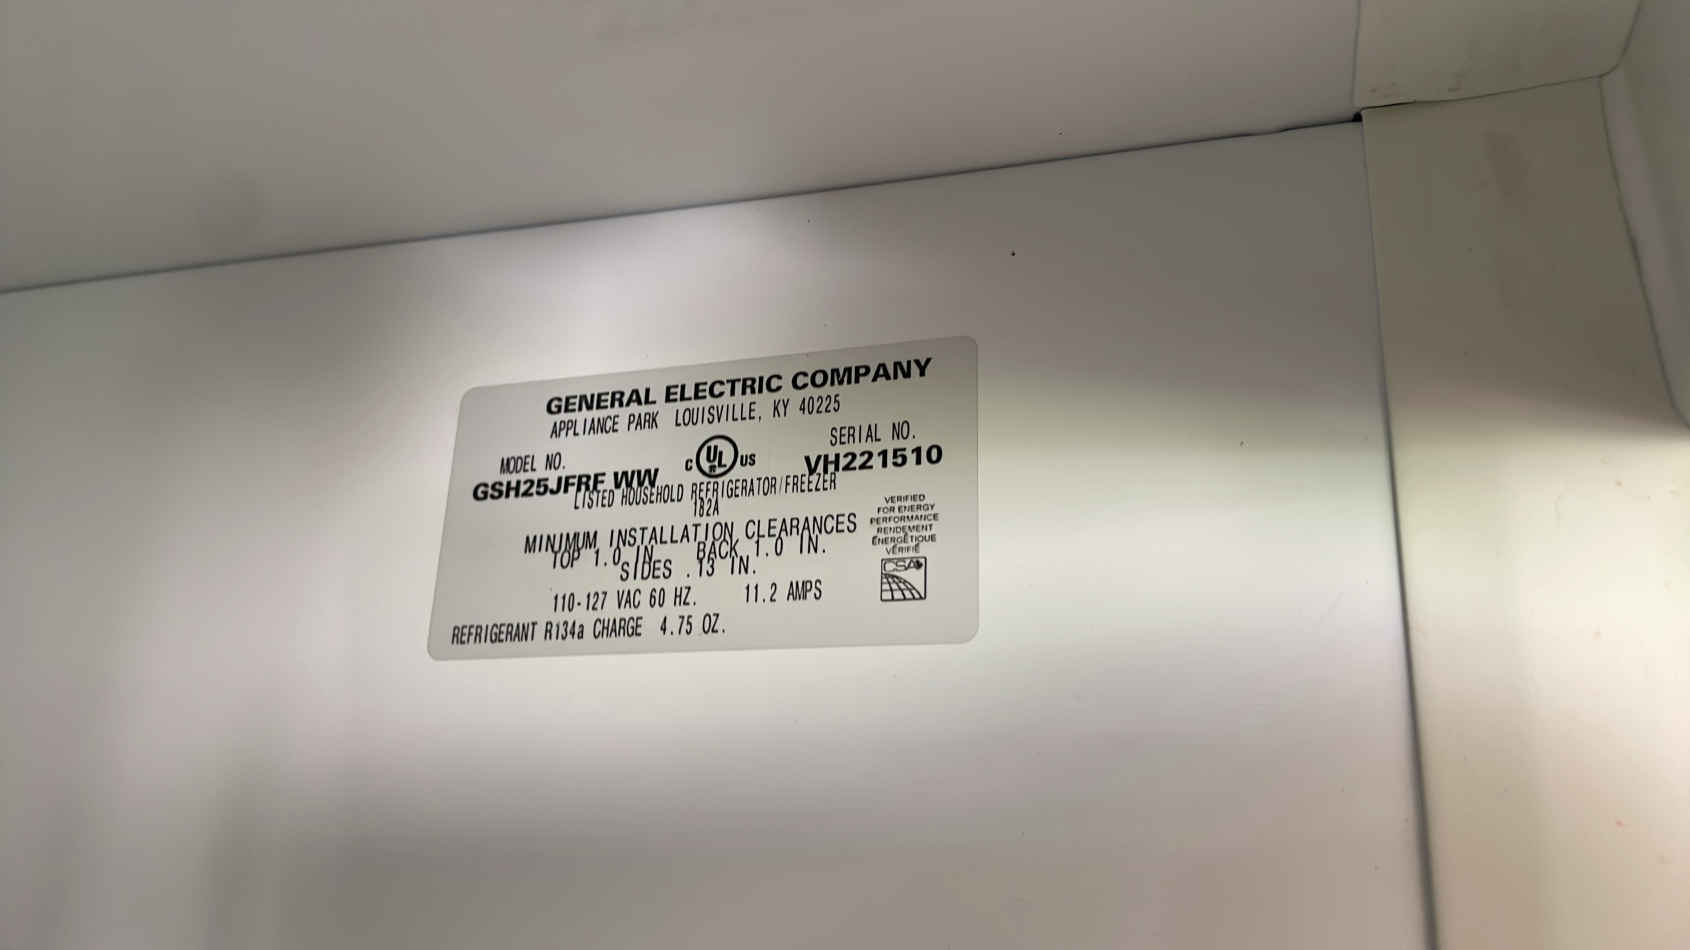 GENERAL ELECTRIC COMPANY
APPLIANCE PARK LOUISVILLE, KY 40225
MODEL NO.
GSH25JFRF WW
C UL US
SERIAL NO.
VH221510
LISTED HOUSEHOLD REFRIGERATOR/FREEZER
182A
MINIMUM INSTALLATION CLEARANCES
TOP 1.0 IN. BACK 1.0 IN.
SIDES .13 IN.
110-127 VAC 60 HZ. 11.2 AMPS
REFRIGERANT R134a CHARGE 4.75 OZ.
VERIFIED
FOR ENERGY
PERFORMANCE
RENDEMENT
ÉNERGÉTIQUE
VÉRIFIÉ
CSA